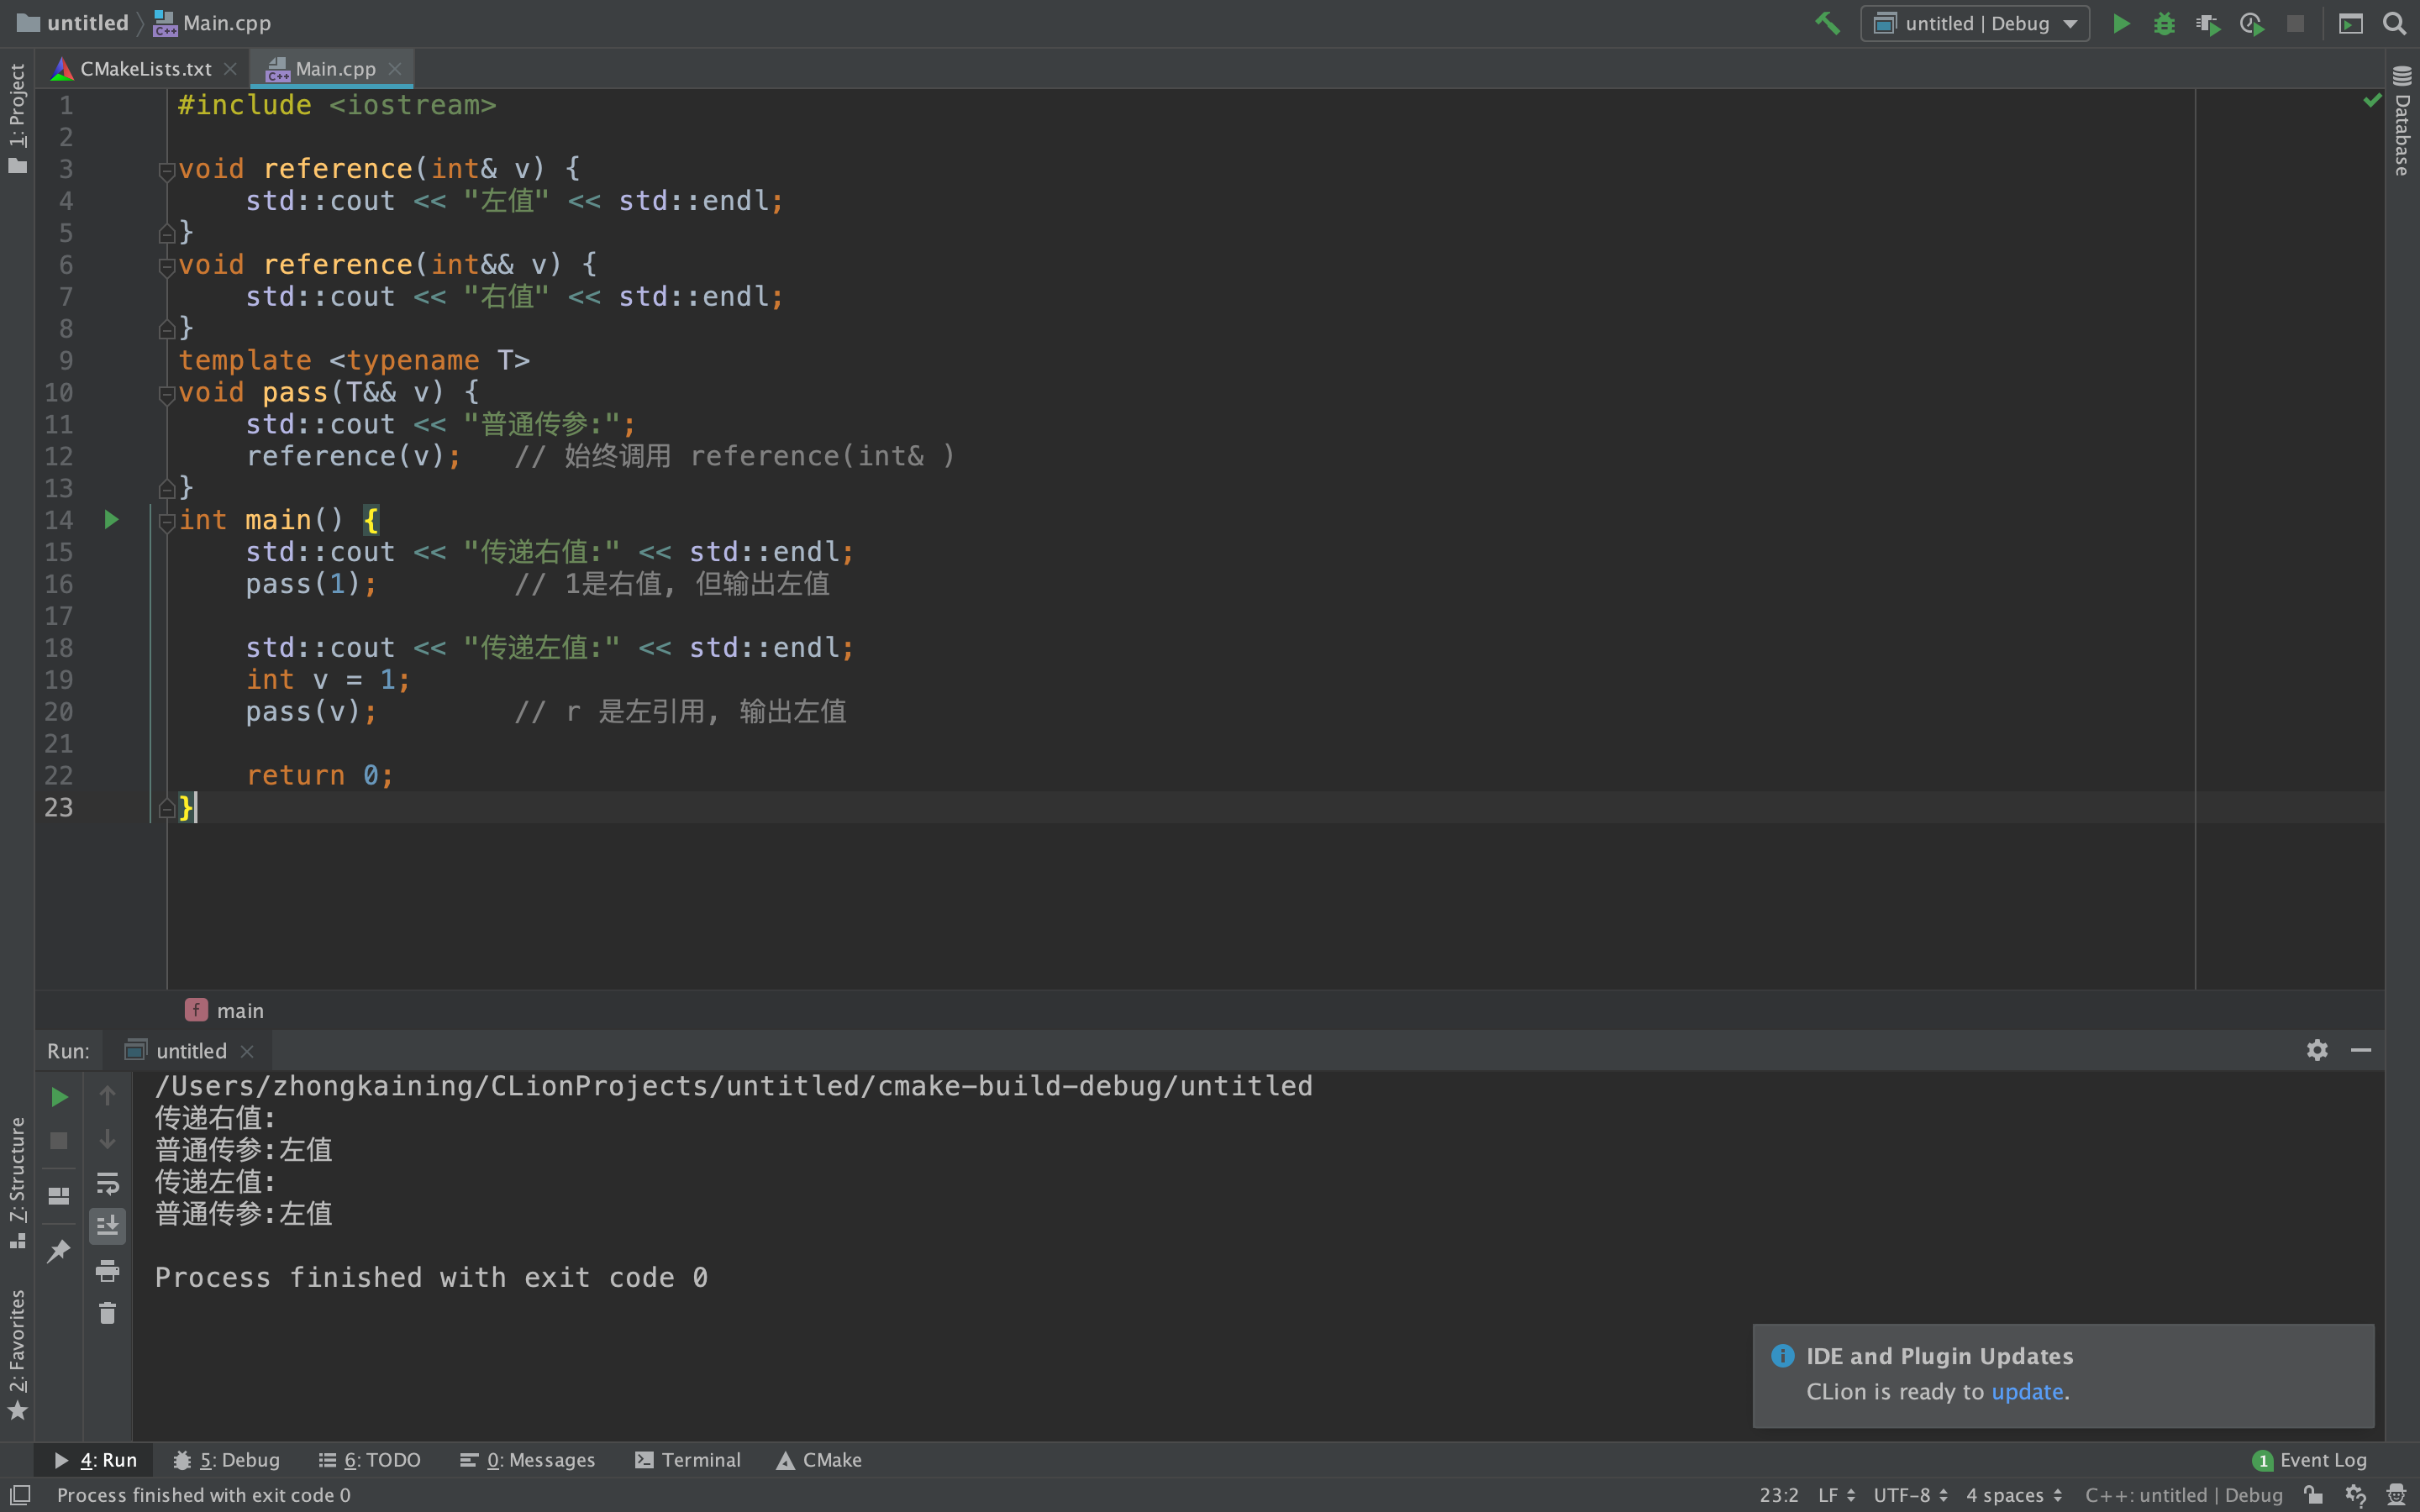 untitled Main.cpp untitled | Debug
CMakeLists.txt Main.cpp
1: Project
Database
1 #include <iostream>
2
3 void reference(int& v) {
4     std::cout << "左值" << std::endl;
5 }
6 void reference(int&& v) {
7     std::cout << "右值" << std::endl;
8 }
9 template <typename T>
10 void pass(T&& v) {
11     std::cout << "普通传参:";
12     reference(v);   // 始终调用 reference(int& )
13 }
14 int main() {
15     std::cout << "传递右值:" << std::endl;
16     pass(1);        // 1是右值, 但输出左值
17
18     std::cout << "传递左值:" << std::endl;
19     int v = 1;
20     pass(v);        // r 是左引用, 输出左值
21
22     return 0;
23 }
f main
Run: untitled
/Users/zhongkaining/CLionProjects/untitled/cmake-build-debug/untitled
传递右值:
普通传参:左值
传递左值:
普通传参:左值
Process finished with exit code 0
Z: Structure
2: Favorites
IDE and Plugin Updates
CLion is ready to update.
4: Run 5: Debug 6: TODO 0: Messages Terminal CMake 1 Event Log
Process finished with exit code 0 23:2 LF UTF-8 4 spaces C++: untitled | Debug